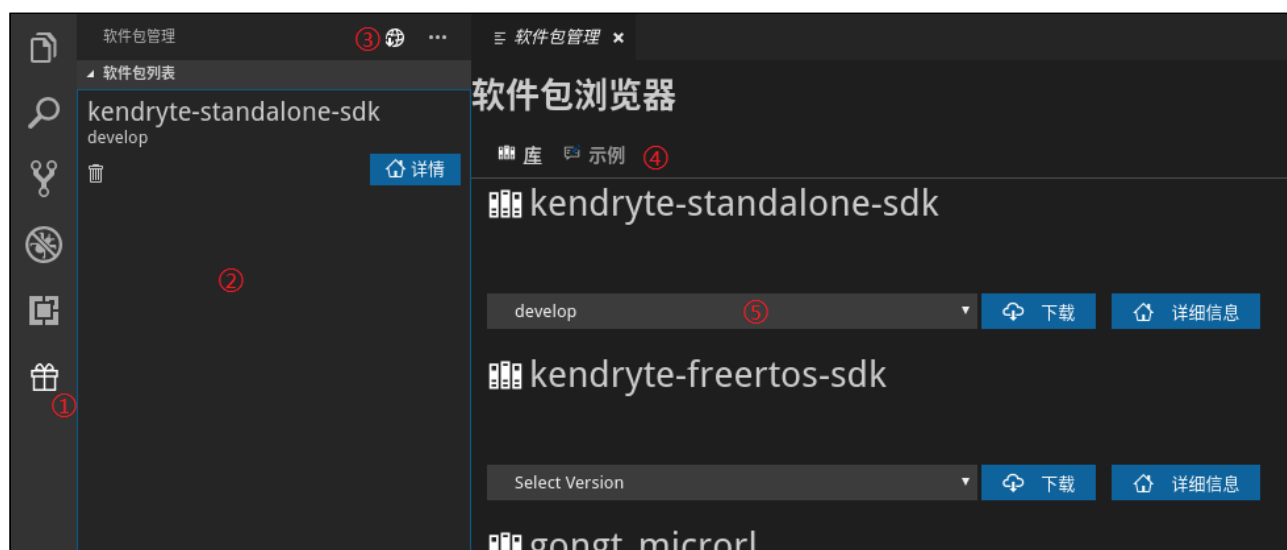 软件包管理 ③ ···
软件包列表
kendryte-standalone-sdk
develop
详情
②
①
软件包管理 ×
软件包浏览器
库 示例 ④
kendryte-standalone-sdk
develop ⑤ 下载 详细信息
kendryte-freertos-sdk
Select Version 下载 详细信息
gongt_microrl